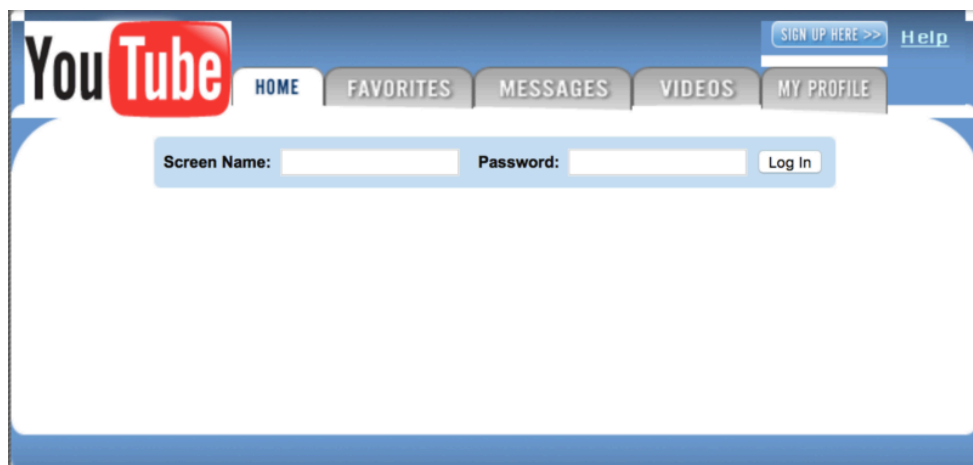 YouTube
SIGN UP HERE >> Help
HOME FAVORITES MESSAGES VIDEOS MY PROFILE
Screen Name: Password: Log In